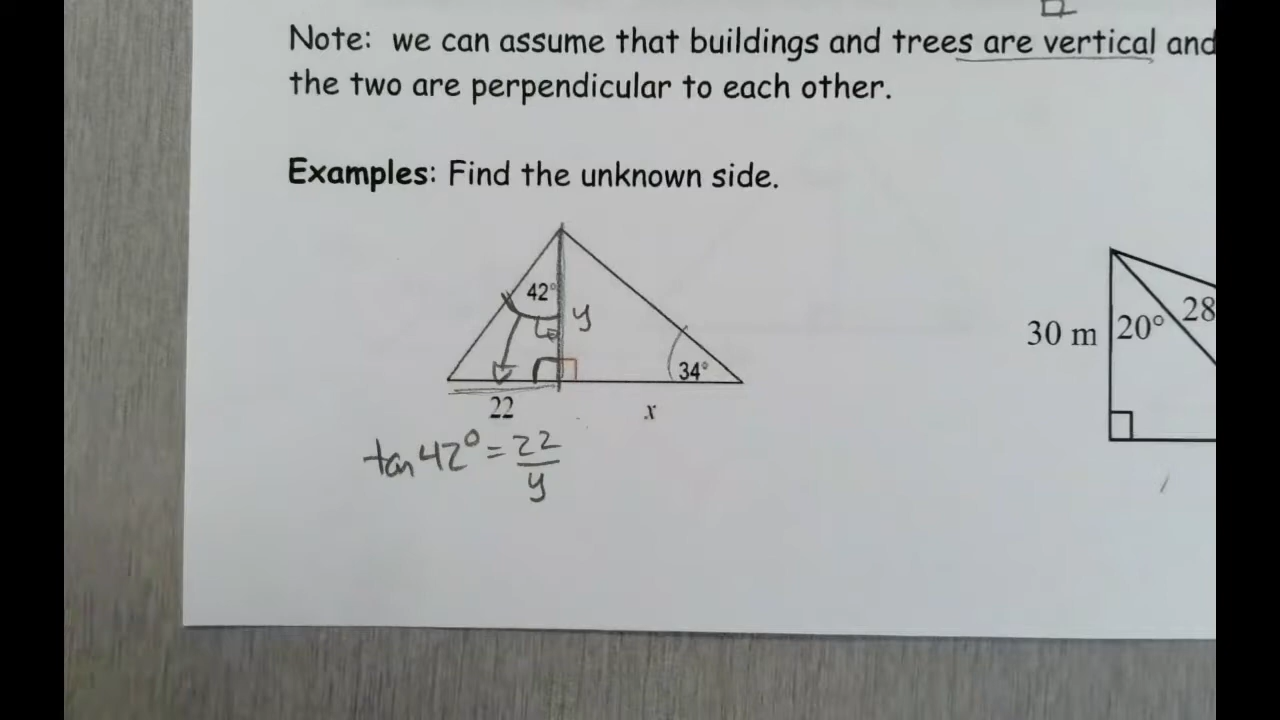 Note: we can assume that buildings and trees are vertical and
the two are perpendicular to each other.
Examples: Find the unknown side.
42°
y
34°
22
x
tan 42° = 22
y
30 m
20°
28